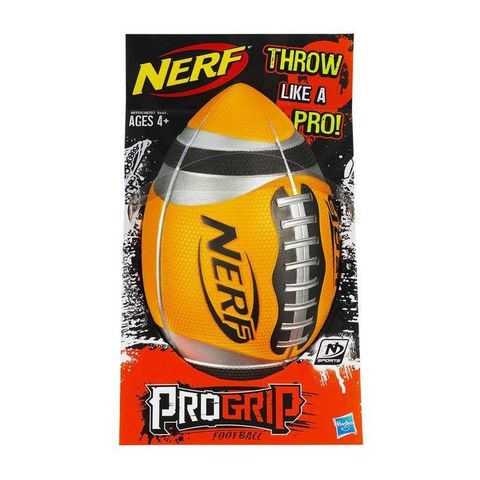 NERF
THROW
LIKE A
PRO!
AGES 4+
NERF
N
SPORTS
PROGRIP
FOOTBALL
Hasbro